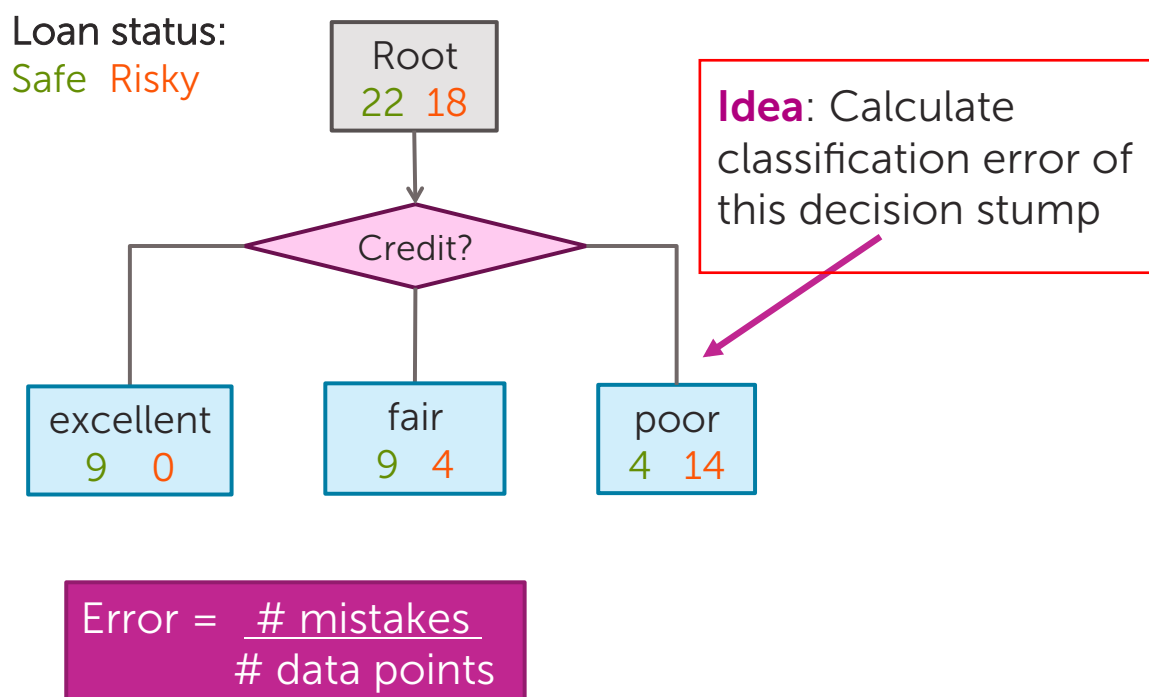 Loan status:
Safe Risky
Root
22 18
Idea: Calculate
classification error of
this decision stump
Credit?
excellent
9 0
fair
9 4
poor
4 14
Error = # mistakes
# data points